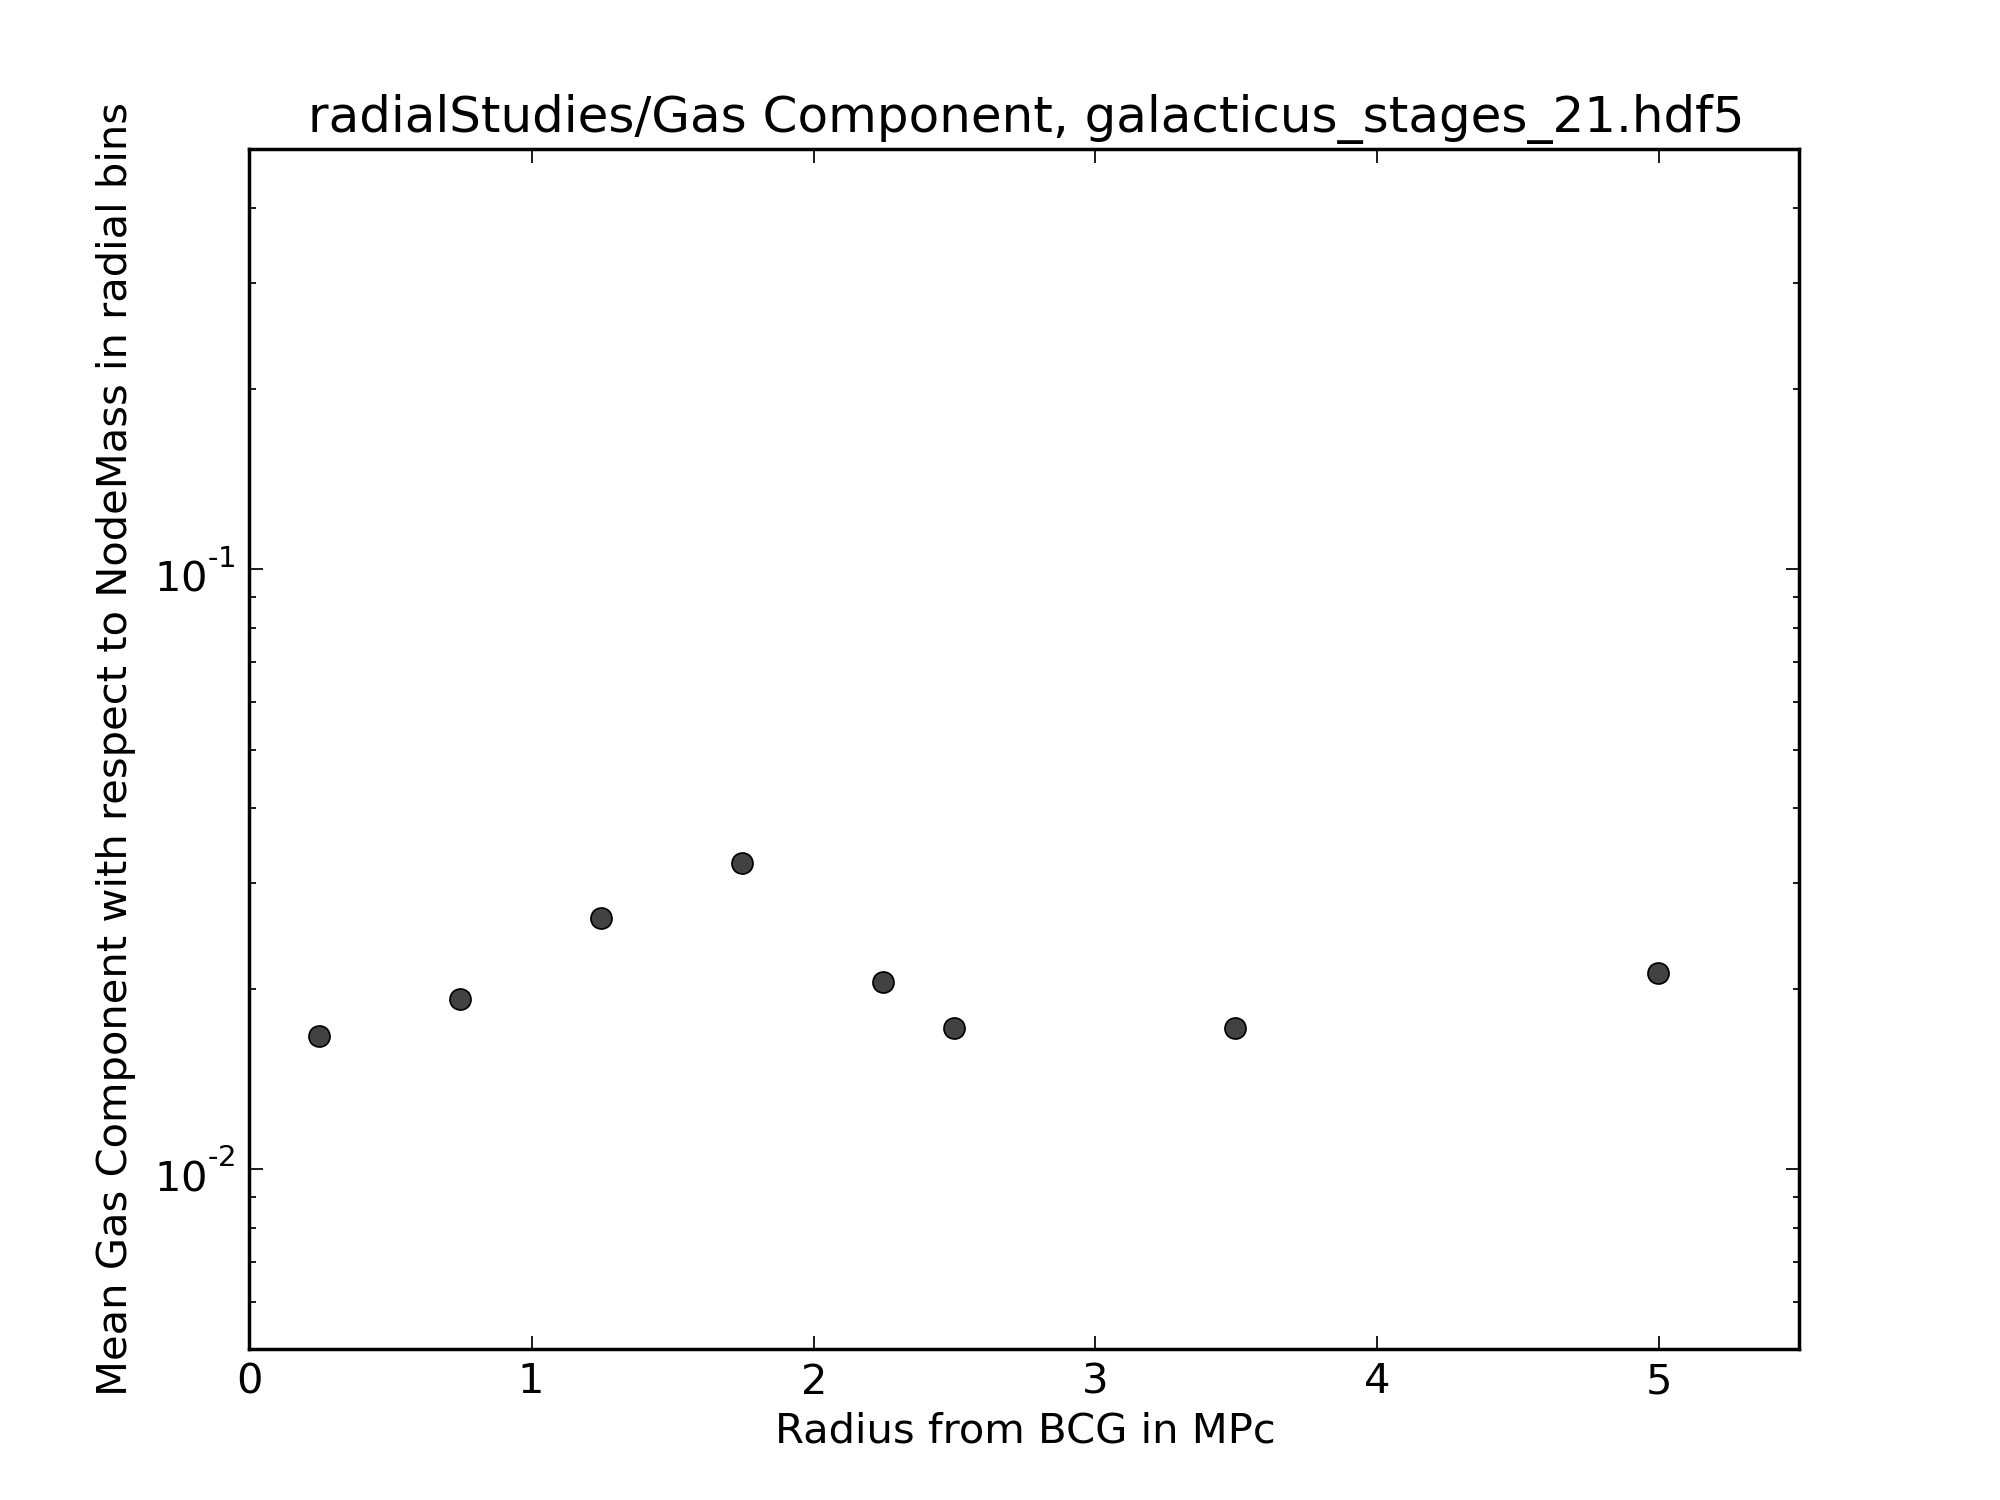 radialStudies/Gas Component, galacticus_stages_21.hdf5
Mean Gas Component with respect to NodeMass in radial bins
10^-1
10^-2
0 1 2 3 4 5
Radius from BCG in MPc